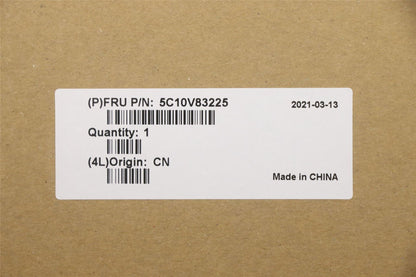 (P)FRU P/N: 5C10V83225
2021-03-13
Quantity: 1
(4L)Origin: CN
Made in CHINA